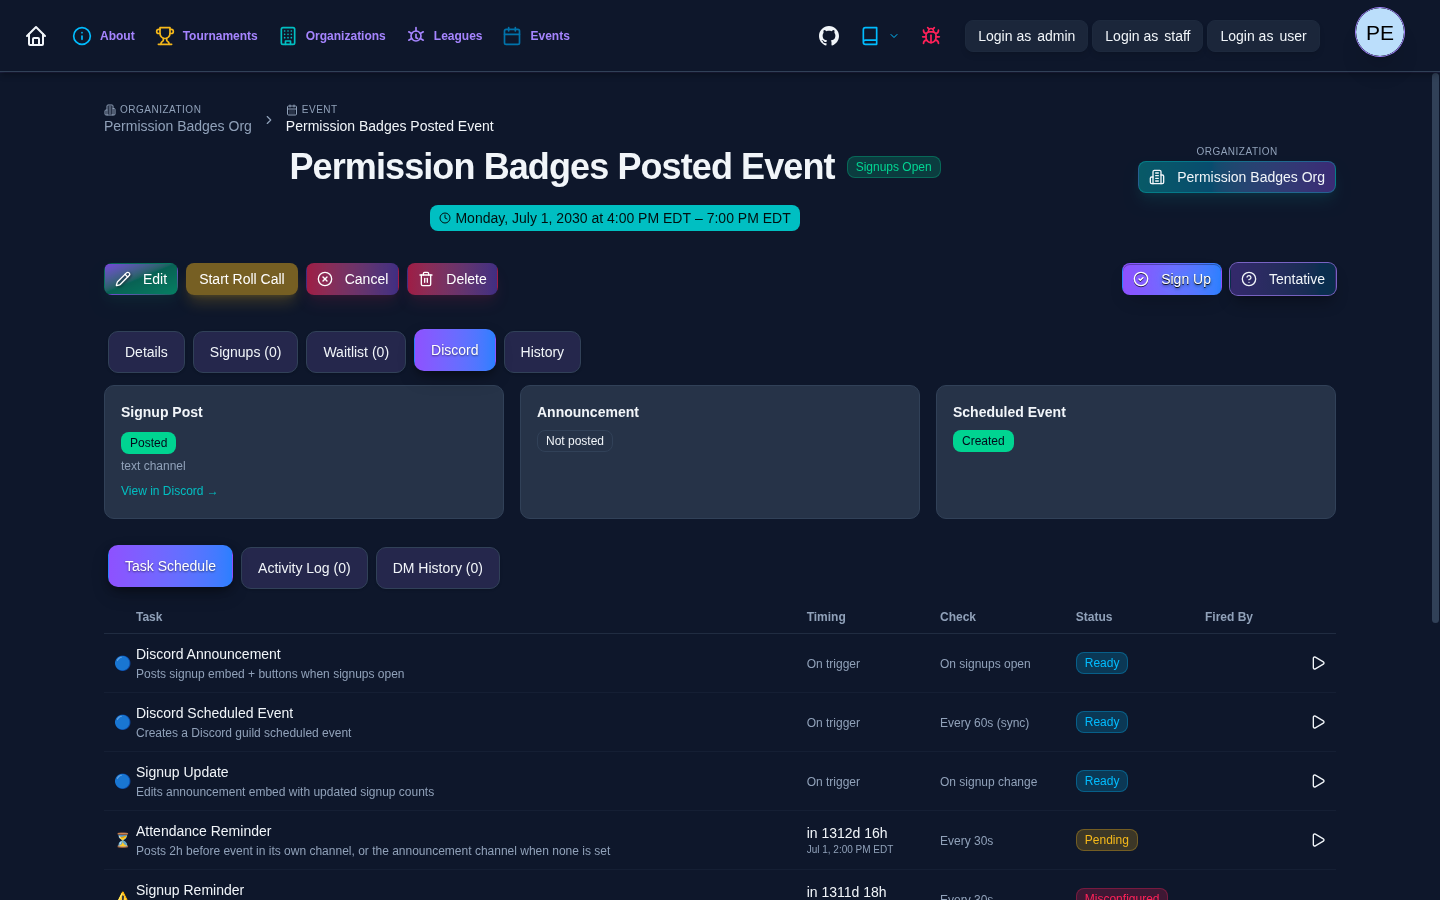 About Tournaments Organizations Leagues Events Login as admin Login as staff Login as user PE
ORGANIZATION
Permission Badges Org
EVENT
Permission Badges Posted Event
Permission Badges Posted Event Signups Open
ORGANIZATION
Permission Badges Org
Monday, July 1, 2030 at 4:00 PM EDT – 7:00 PM EDT
Edit Start Roll Call Cancel Delete Sign Up Tentative
Details Signups (0) Waitlist (0) Discord History
Signup Post
Posted
text channel
View in Discord →
Announcement
Not posted
Scheduled Event
Created
Task Schedule Activity Log (0) DM History (0)
Task Timing Check Status Fired By
Discord Announcement
Posts signup embed + buttons when signups open
On trigger On signups open Ready
Discord Scheduled Event
Creates a Discord guild scheduled event
On trigger Every 60s (sync) Ready
Signup Update
Edits announcement embed with updated signup counts
On trigger On signup change Ready
Attendance Reminder
Posts 2h before event in its own channel, or the announcement channel when none is set
in 1312d 16h
Jul 1, 2:00 PM EDT
Every 30s Pending
Signup Reminder
in 1311d 18h
Every 30s Misconfigured